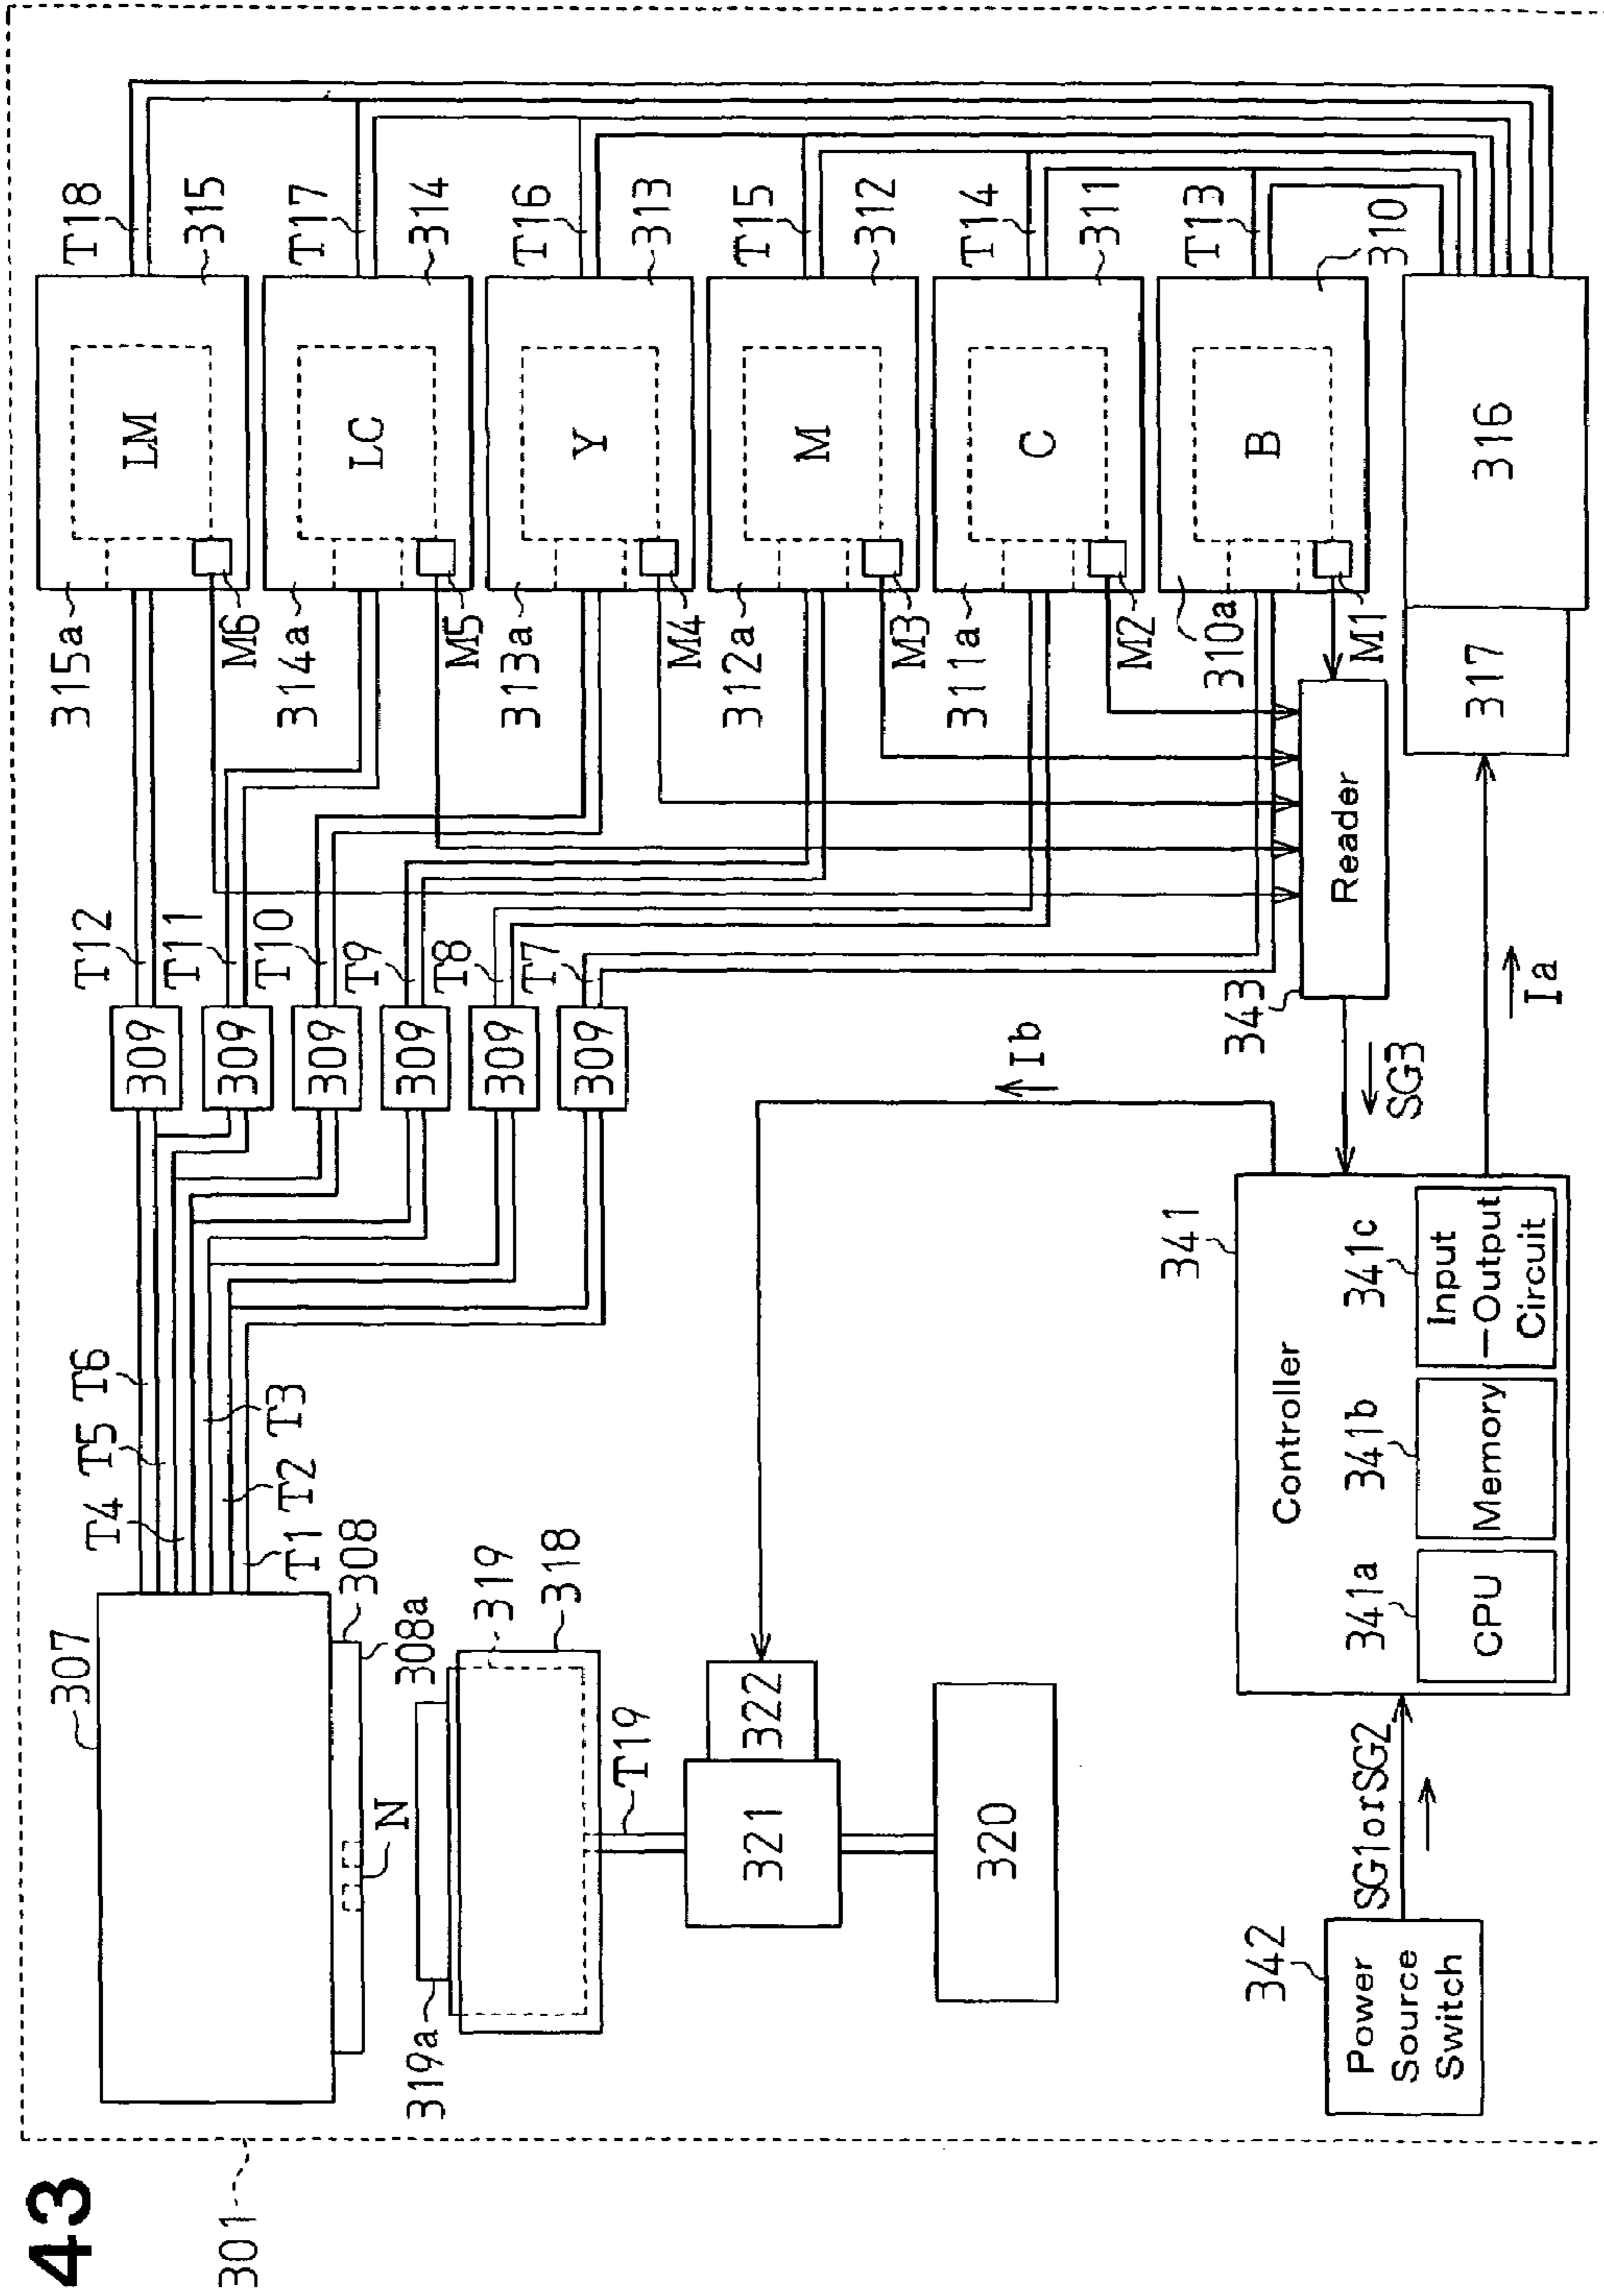 43
301
307
T4
T5
T6
T3
T2
T1
308
308a
N
319
318
319a
T19
321
322
320
309
309
309
309
309
309
T12
T11
T10
T9
T8
T7
315a
LM
M6
T18
315
314a
LC
M5
T17
314
313a
Y
M4
T16
313
312a
M
M3
T15
312
311a
C
M2
T14
311
310a
B
M1
T13
310
316
317
Reader
343
SG3
Ia
Ib
341
Controller
341a
341b
341c
CPU
Memory
Input
-Output
Circuit
SG1orSG2
342
Power
Source
Switch